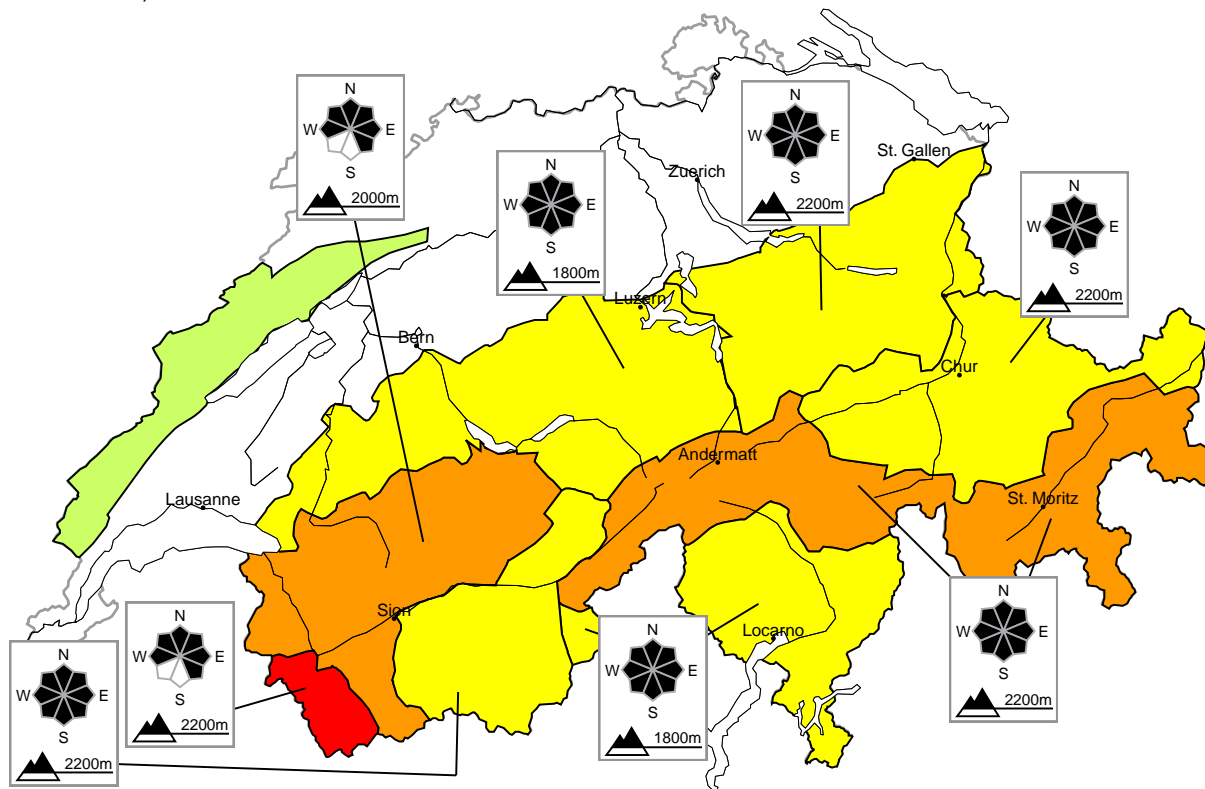 N
W E
S
2000m
N
W E
S
1800m
N
W E
S
2200m
N
W E
S
2200m
St. Gallen
Zuerich
Luzern
Bern
Chur
Andermatt
Lausanne
St. Moritz
Sion
Locarno
N
W E
S
2200m
N
W E
S
2200m
N
W E
S
1800m
N
W E
S
2200m